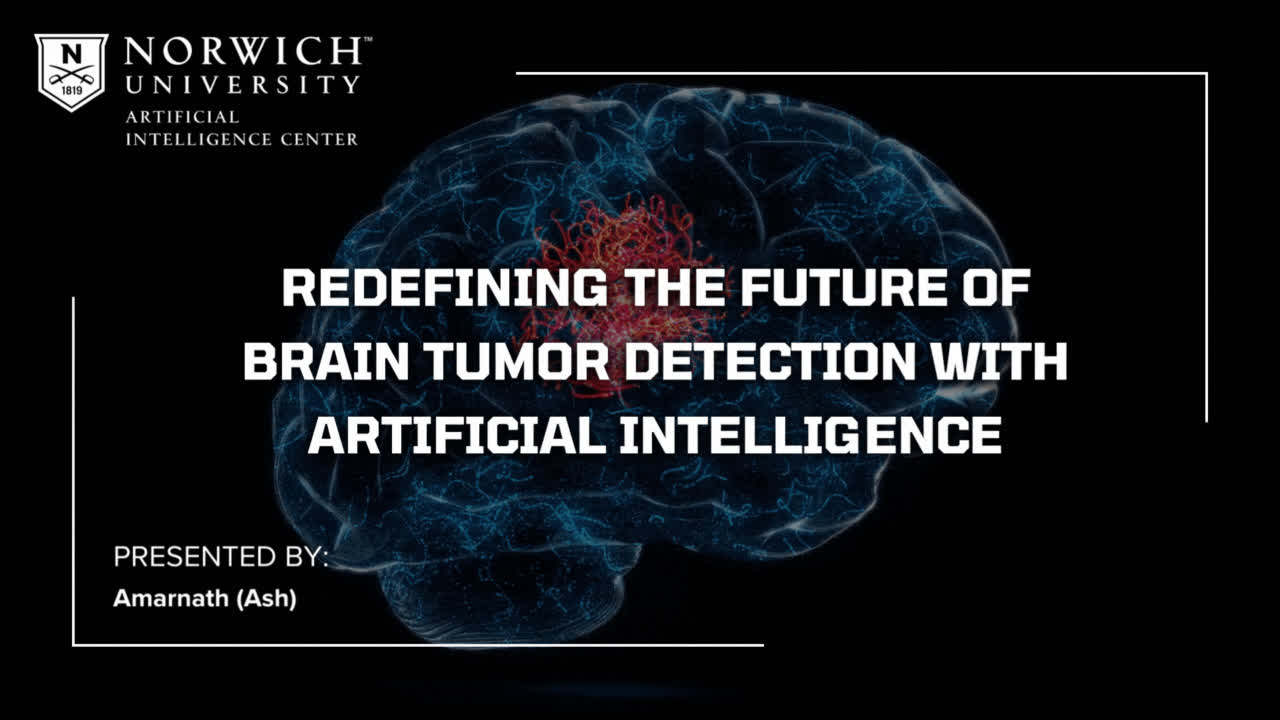 N
1819
NORWICH™
UNIVERSITY
ARTIFICIAL
INTELLIGENCE CENTER
REDEFINING THE FUTURE OF
BRAIN TUMOR DETECTION WITH
ARTIFICIAL INTELLIGENCE
PRESENTED BY:
Amarnath (Ash)